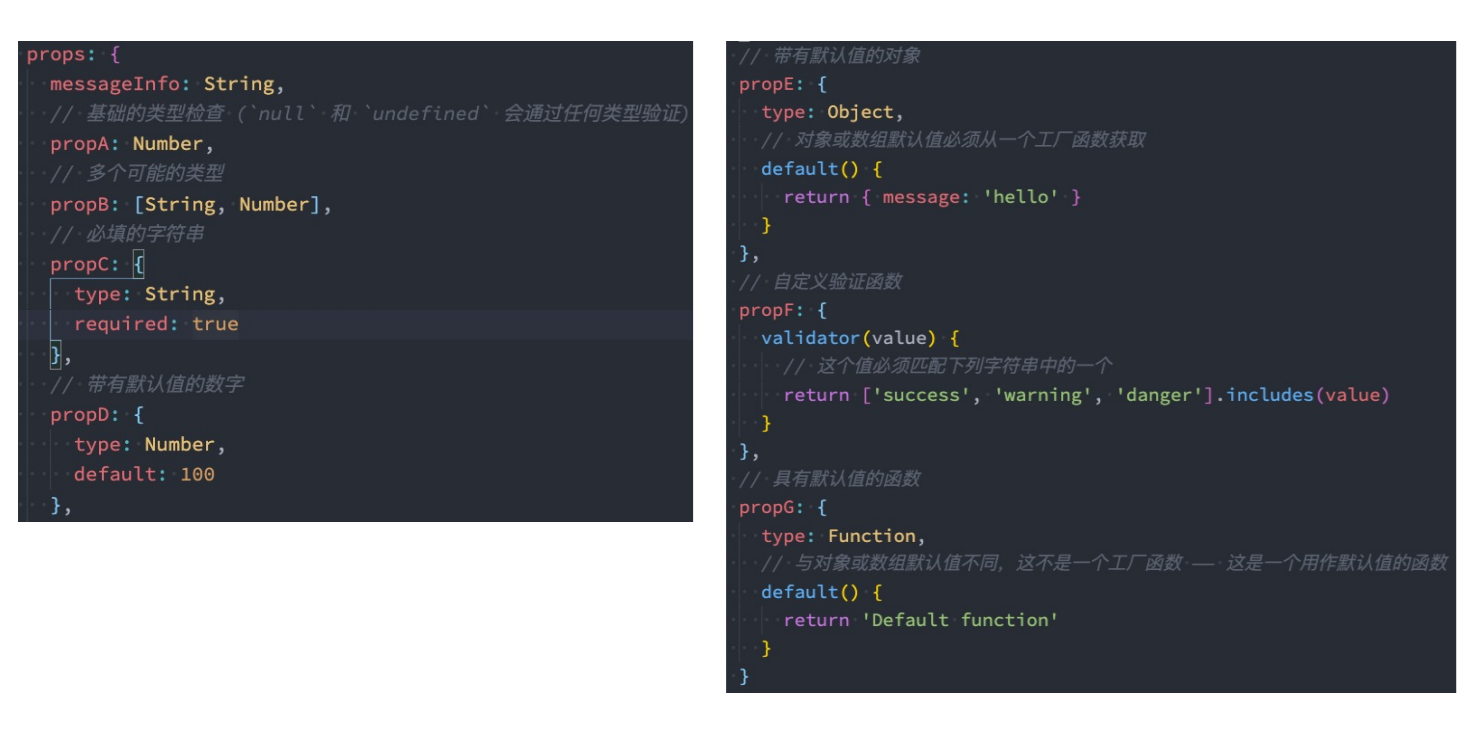 props: {
messageInfo: String,
// 基础的类型检查 (`null` 和 `undefined` 会通过任何类型验证)
propA: Number,
// 多个可能的类型
propB: [String, Number],
// 必填的字符串
propC: {
type: String,
required: true
},
// 带有默认值的数字
propD: {
type: Number,
default: 100
},
// 带有默认值的对象
propE: {
type: Object,
// 对象或数组默认值必须从一个工厂函数获取
default() {
return { message: 'hello' }
}
},
// 自定义验证函数
propF: {
validator(value) {
// 这个值必须匹配下列字符串中的一个
return ['success', 'warning', 'danger'].includes(value)
}
},
// 具有默认值的函数
propG: {
type: Function,
// 与对象或数组默认值不同，这不是一个工厂函数 —— 这是一个用作默认值的函数
default() {
return 'Default function'
}
}